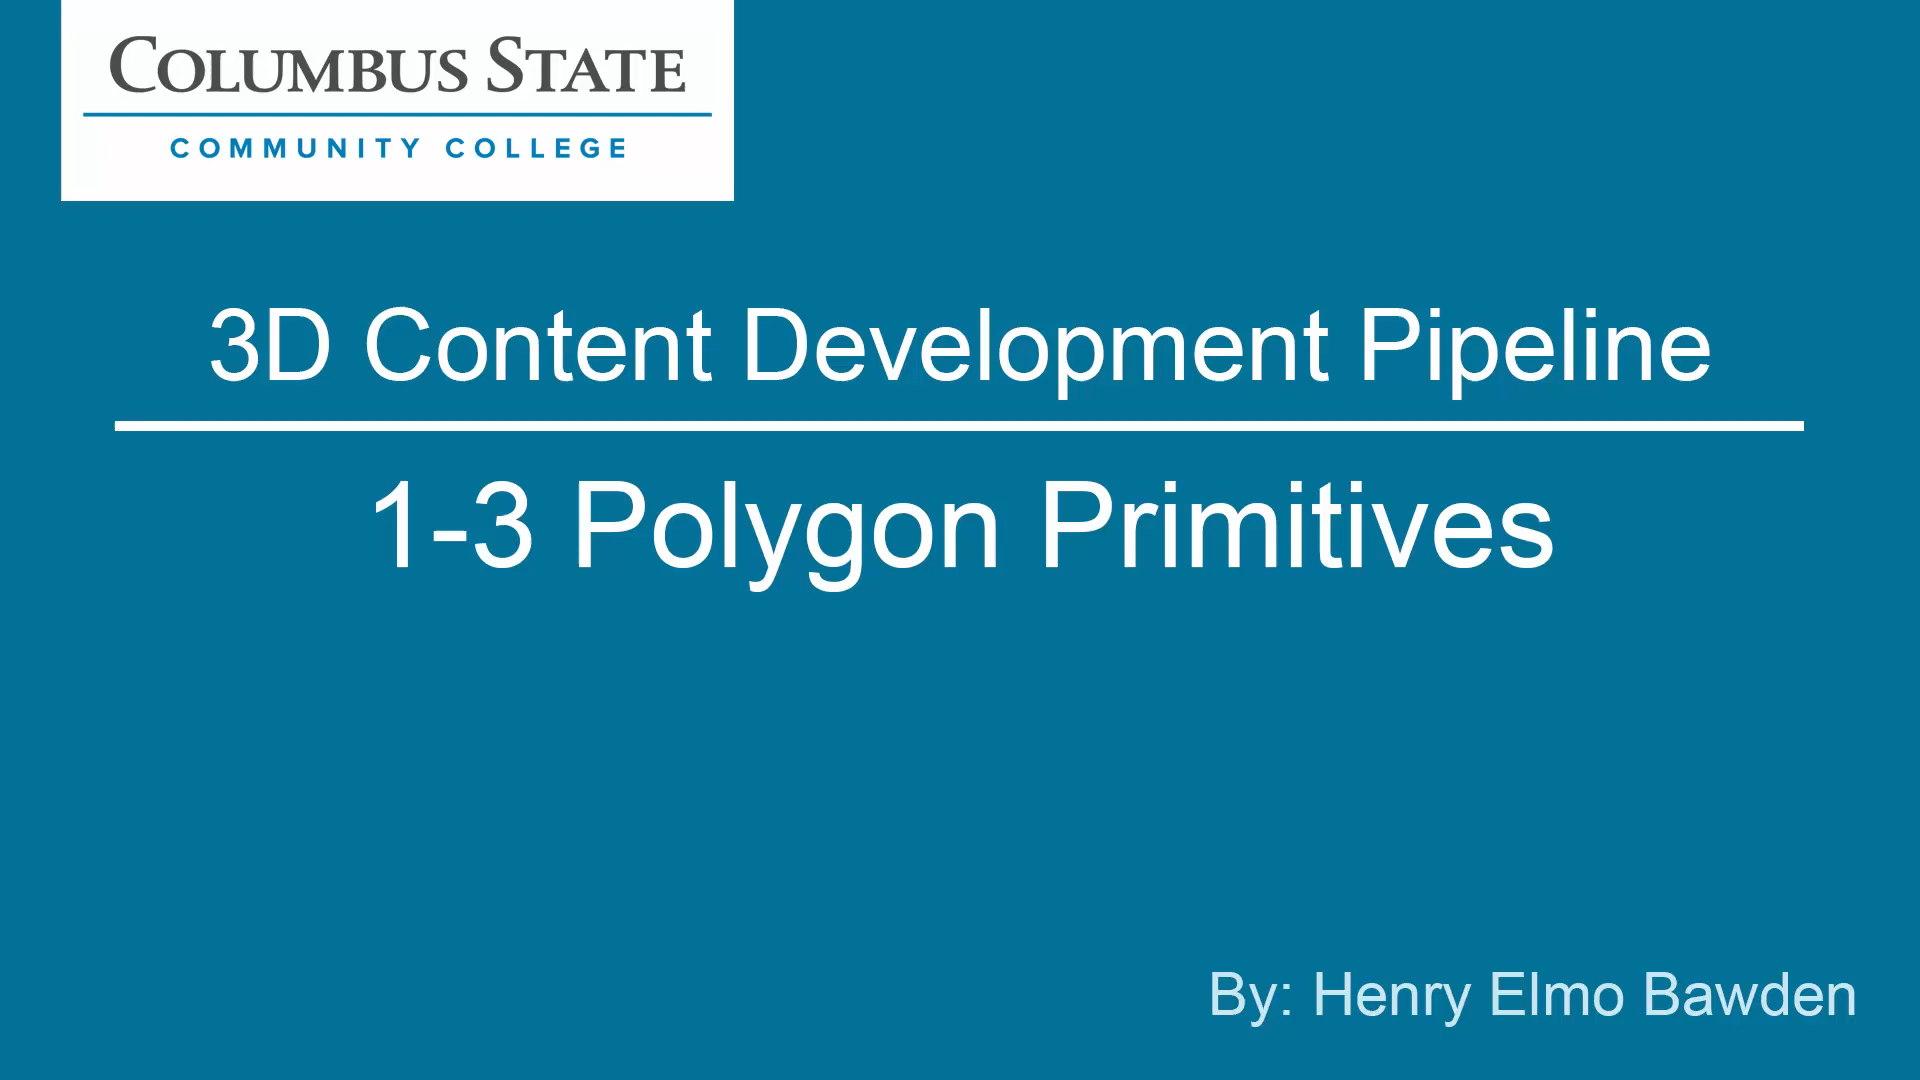 COLUMBUS STATE
COMMUNITY COLLEGE
3D Content Development Pipeline
1-3 Polygon Primitives
By: Henry Elmo Bawden